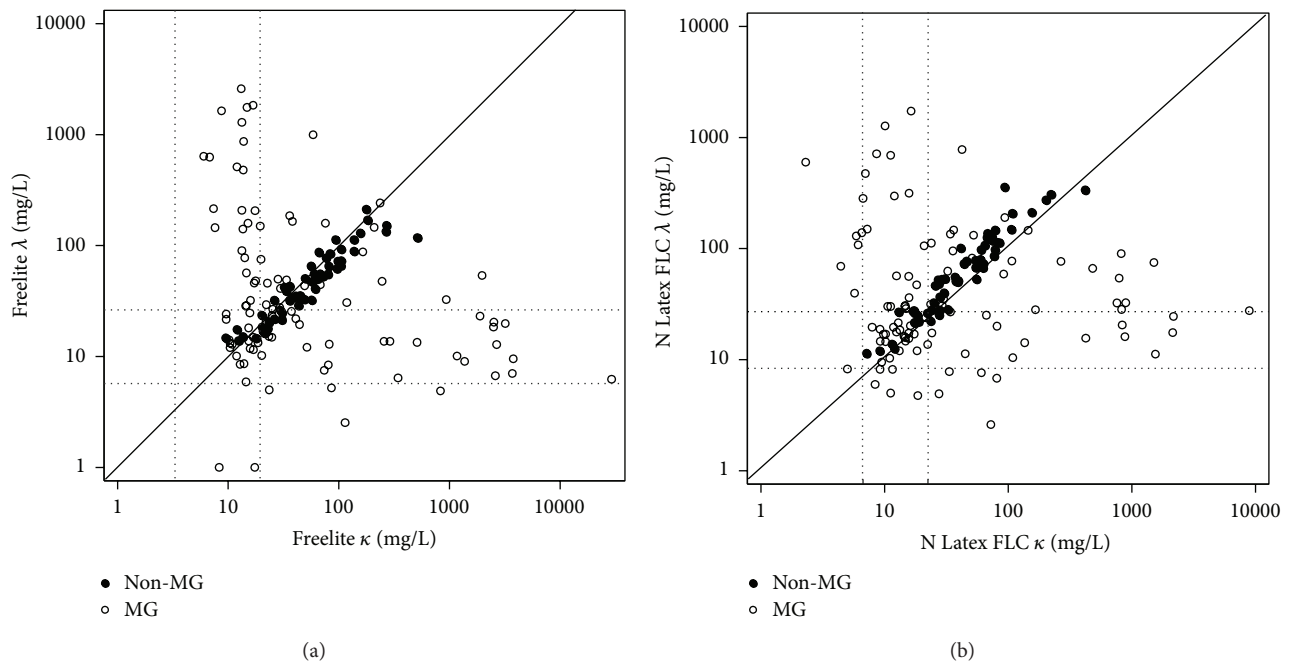 10000
1000
100
10
1
Freelite λ (mg/L)
1 10 100 1000 10000
Freelite κ (mg/L)
Non-MG
MG
(a)
10000
1000
100
10
1
N Latex FLC λ (mg/L)
1 10 100 1000 10000
N Latex FLC κ (mg/L)
Non-MG
MG
(b)